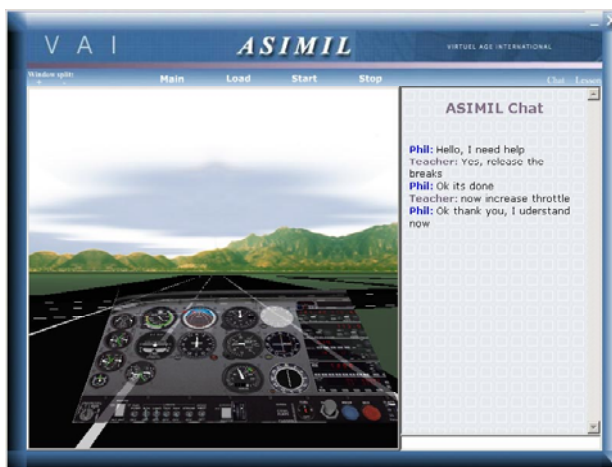 VAI
ASIMIL
VIRTUEL AGE INTERNATIONAL
Window split:
+ -
Main Load Start Stop
Chat Lesson
ASIMIL Chat
Phil: Hello, I need help
Teacher: Yes, release the
breaks
Phil: Ok its done
Teacher: now increase throttle
Phil: Ok thank you, I uderstand
now